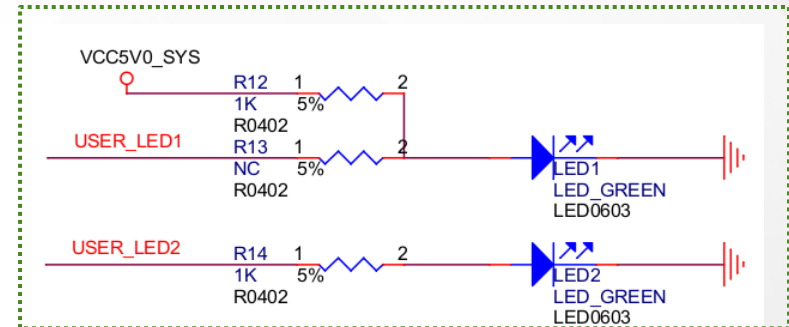 VCC5V0_SYS
R12 1 2
1K 5%
R0402
USER_LED1 R13 1 2
NC 5%
R0402
LED1
LED_GREEN
LED0603
USER_LED2 R14 1 2
1K 5%
R0402
LED2
LED_GREEN
LED0603